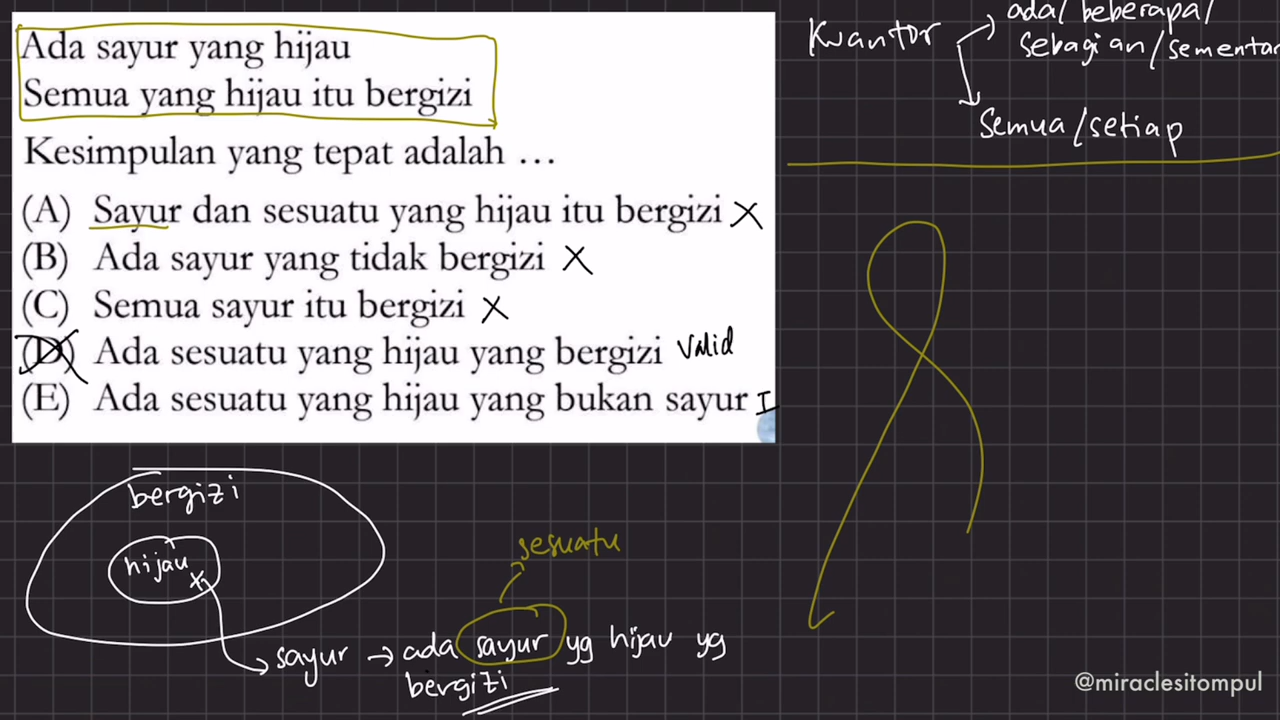 Ada sayur yang hijau
Semua yang hijau itu bergizi
Kesimpulan yang tepat adalah ...
(A) Sayur dan sesuatu yang hijau itu bergizi X
(B) Ada sayur yang tidak bergizi X
(C) Semua sayur itu bergizi X
(D) Ada sesuatu yang hijau yang bergizi valid
(E) Ada sesuatu yang hijau yang bukan sayur I
Kvantor
ada/ beberapa/
sebagian/sementar
semua/setiap
bergizi
hijau
x
sesuatu
sayur → ada sayur yg hijau yg
bergizi
@miraclesitompul